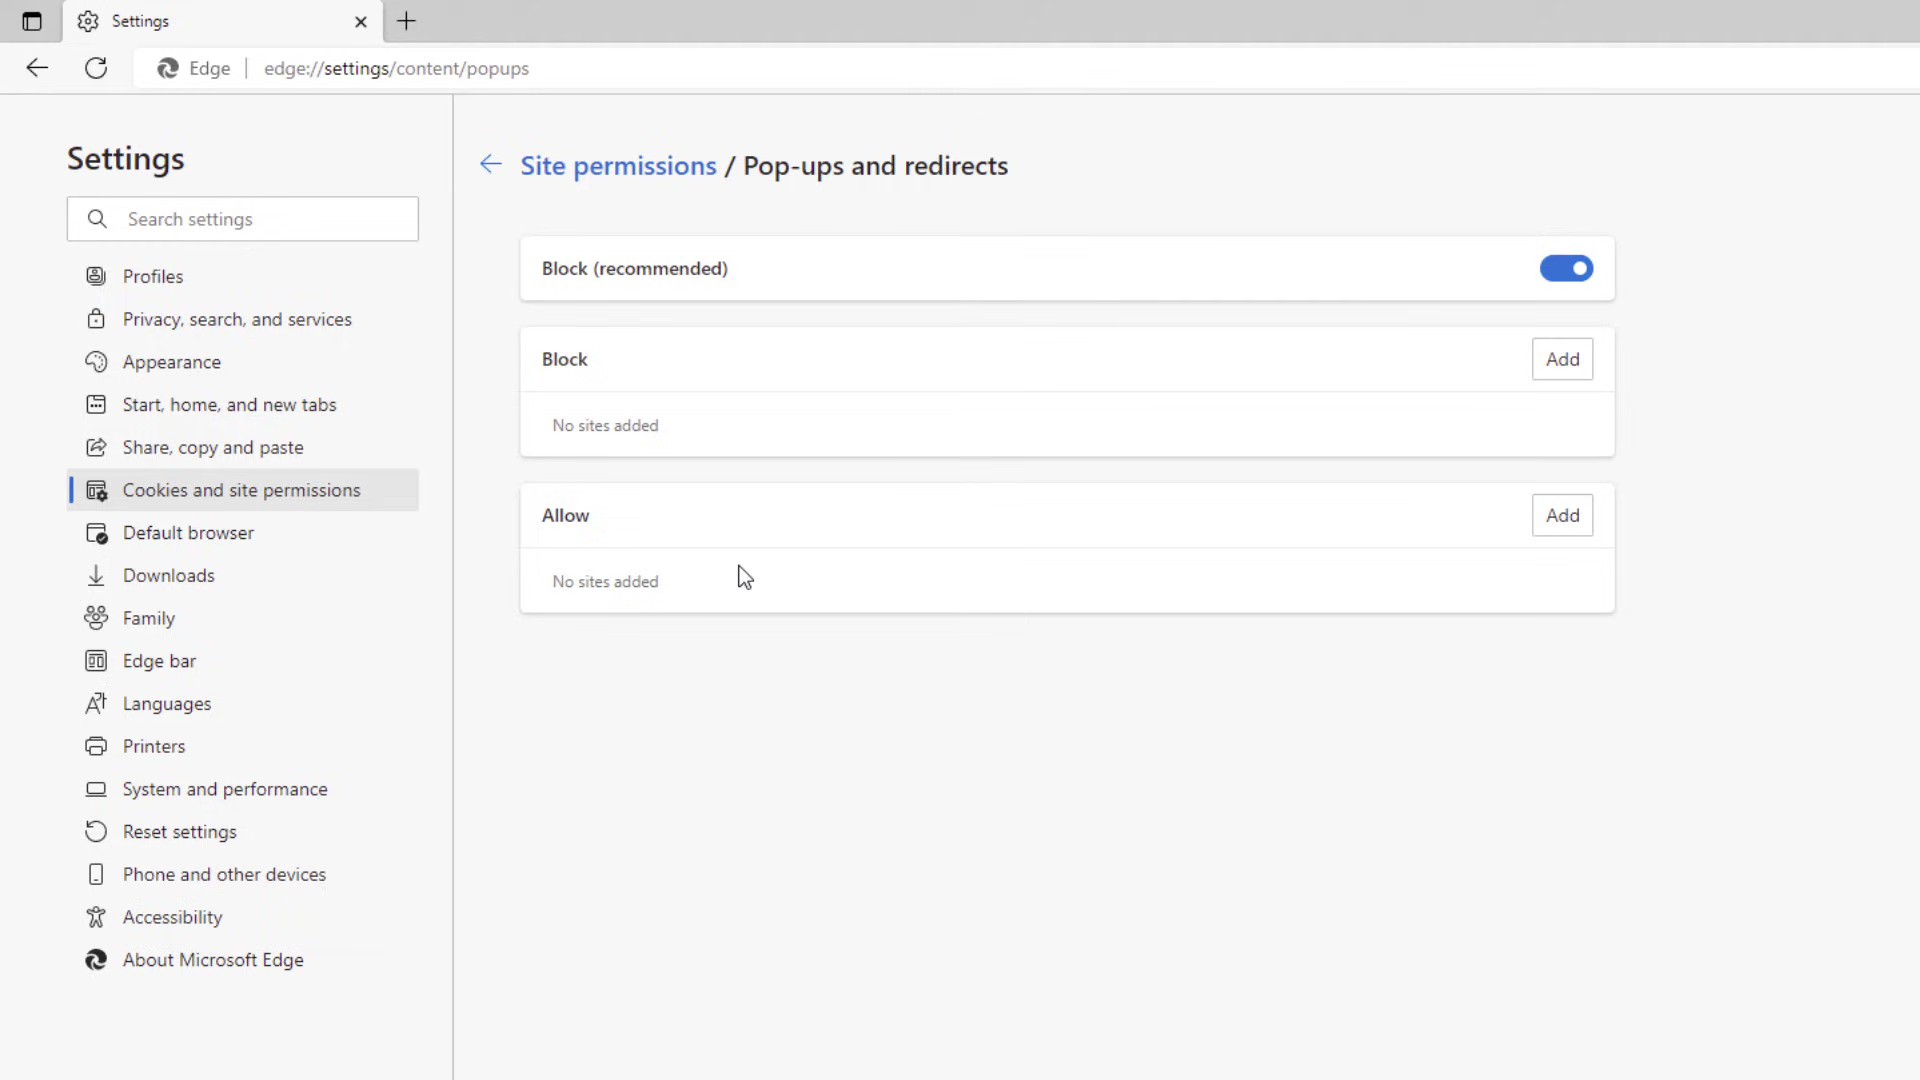 Settings
Edge | edge://settings/content/popups
Settings
Search settings
Profiles
Privacy, search, and services
Appearance
Start, home, and new tabs
Share, copy and paste
Cookies and site permissions
Default browser
Downloads
Family
Edge bar
Languages
Printers
System and performance
Reset settings
Phone and other devices
Accessibility
About Microsoft Edge
Site permissions / Pop-ups and redirects
Block (recommended)
Block
Add
No sites added
Allow
Add
No sites added